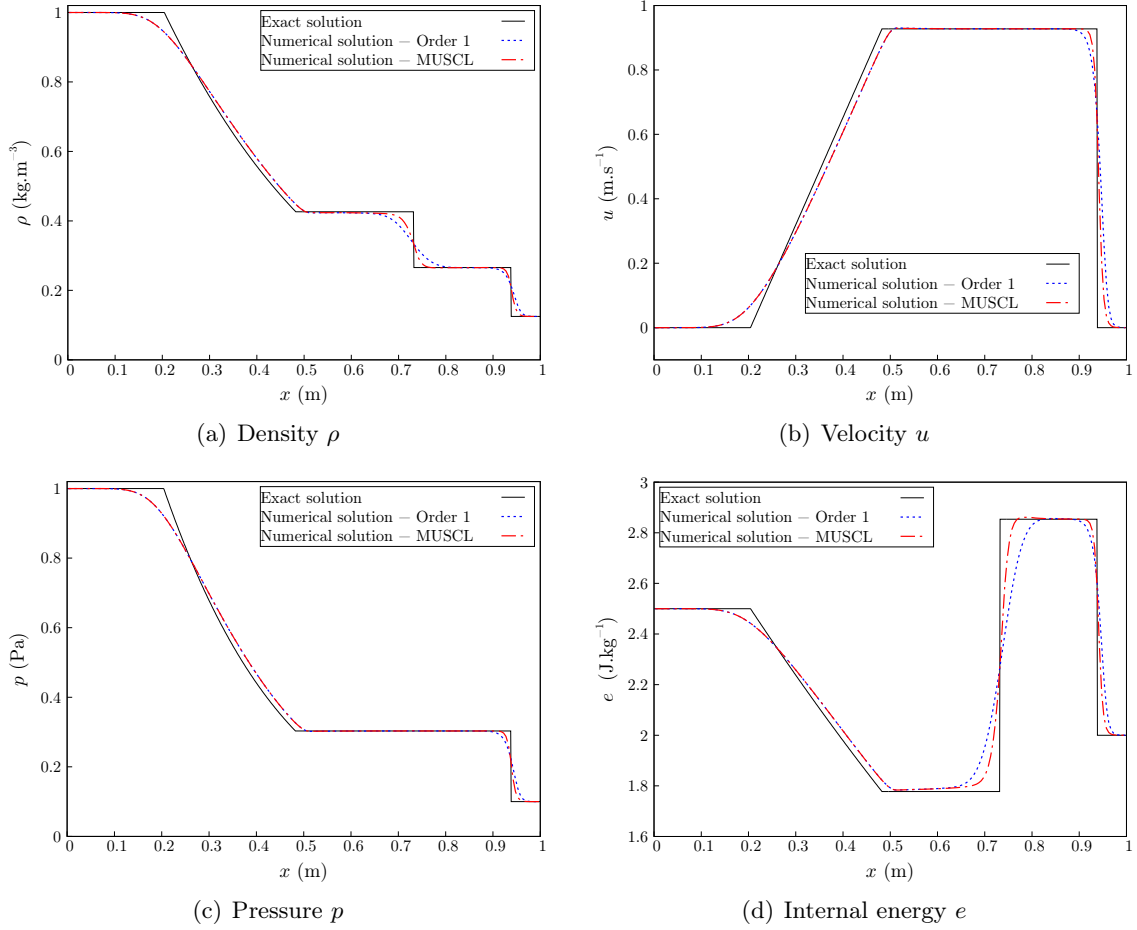 1
0.8
0.6
0.4
0.2
0
ρ (kg.m⁻³)
Exact solution
Numerical solution − Order 1
Numerical solution − MUSCL
0 0.1 0.2 0.3 0.4 0.5 0.6 0.7 0.8 0.9 1
x (m)
(a) Density ρ
1
0.8
0.6
0.4
0.2
0
u (m.s⁻¹)
Exact solution
Numerical solution − Order 1
Numerical solution − MUSCL
0 0.1 0.2 0.3 0.4 0.5 0.6 0.7 0.8 0.9 1
x (m)
(b) Velocity u
1
0.8
0.6
0.4
0.2
0
p (Pa)
Exact solution
Numerical solution − Order 1
Numerical solution − MUSCL
0 0.1 0.2 0.3 0.4 0.5 0.6 0.7 0.8 0.9 1
x (m)
(c) Pressure p
3
2.8
2.6
2.4
2.2
2
1.8
1.6
e (J.kg⁻¹)
Exact solution
Numerical solution − Order 1
Numerical solution − MUSCL
0 0.1 0.2 0.3 0.4 0.5 0.6 0.7 0.8 0.9 1
x (m)
(d) Internal energy e